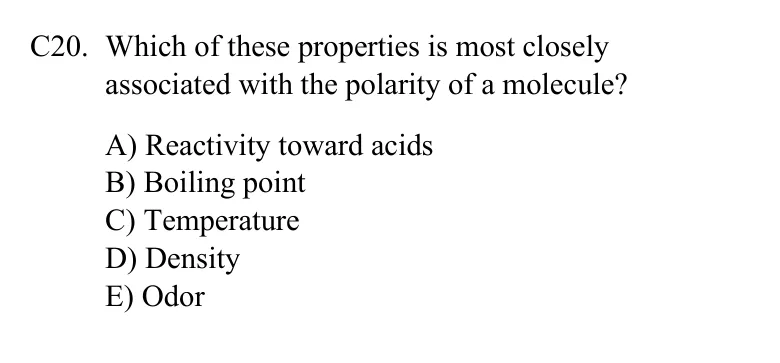 C20. Which of these properties is most closely
associated with the polarity of a molecule?
A) Reactivity toward acids
B) Boiling point
C) Temperature
D) Density
E) Odor